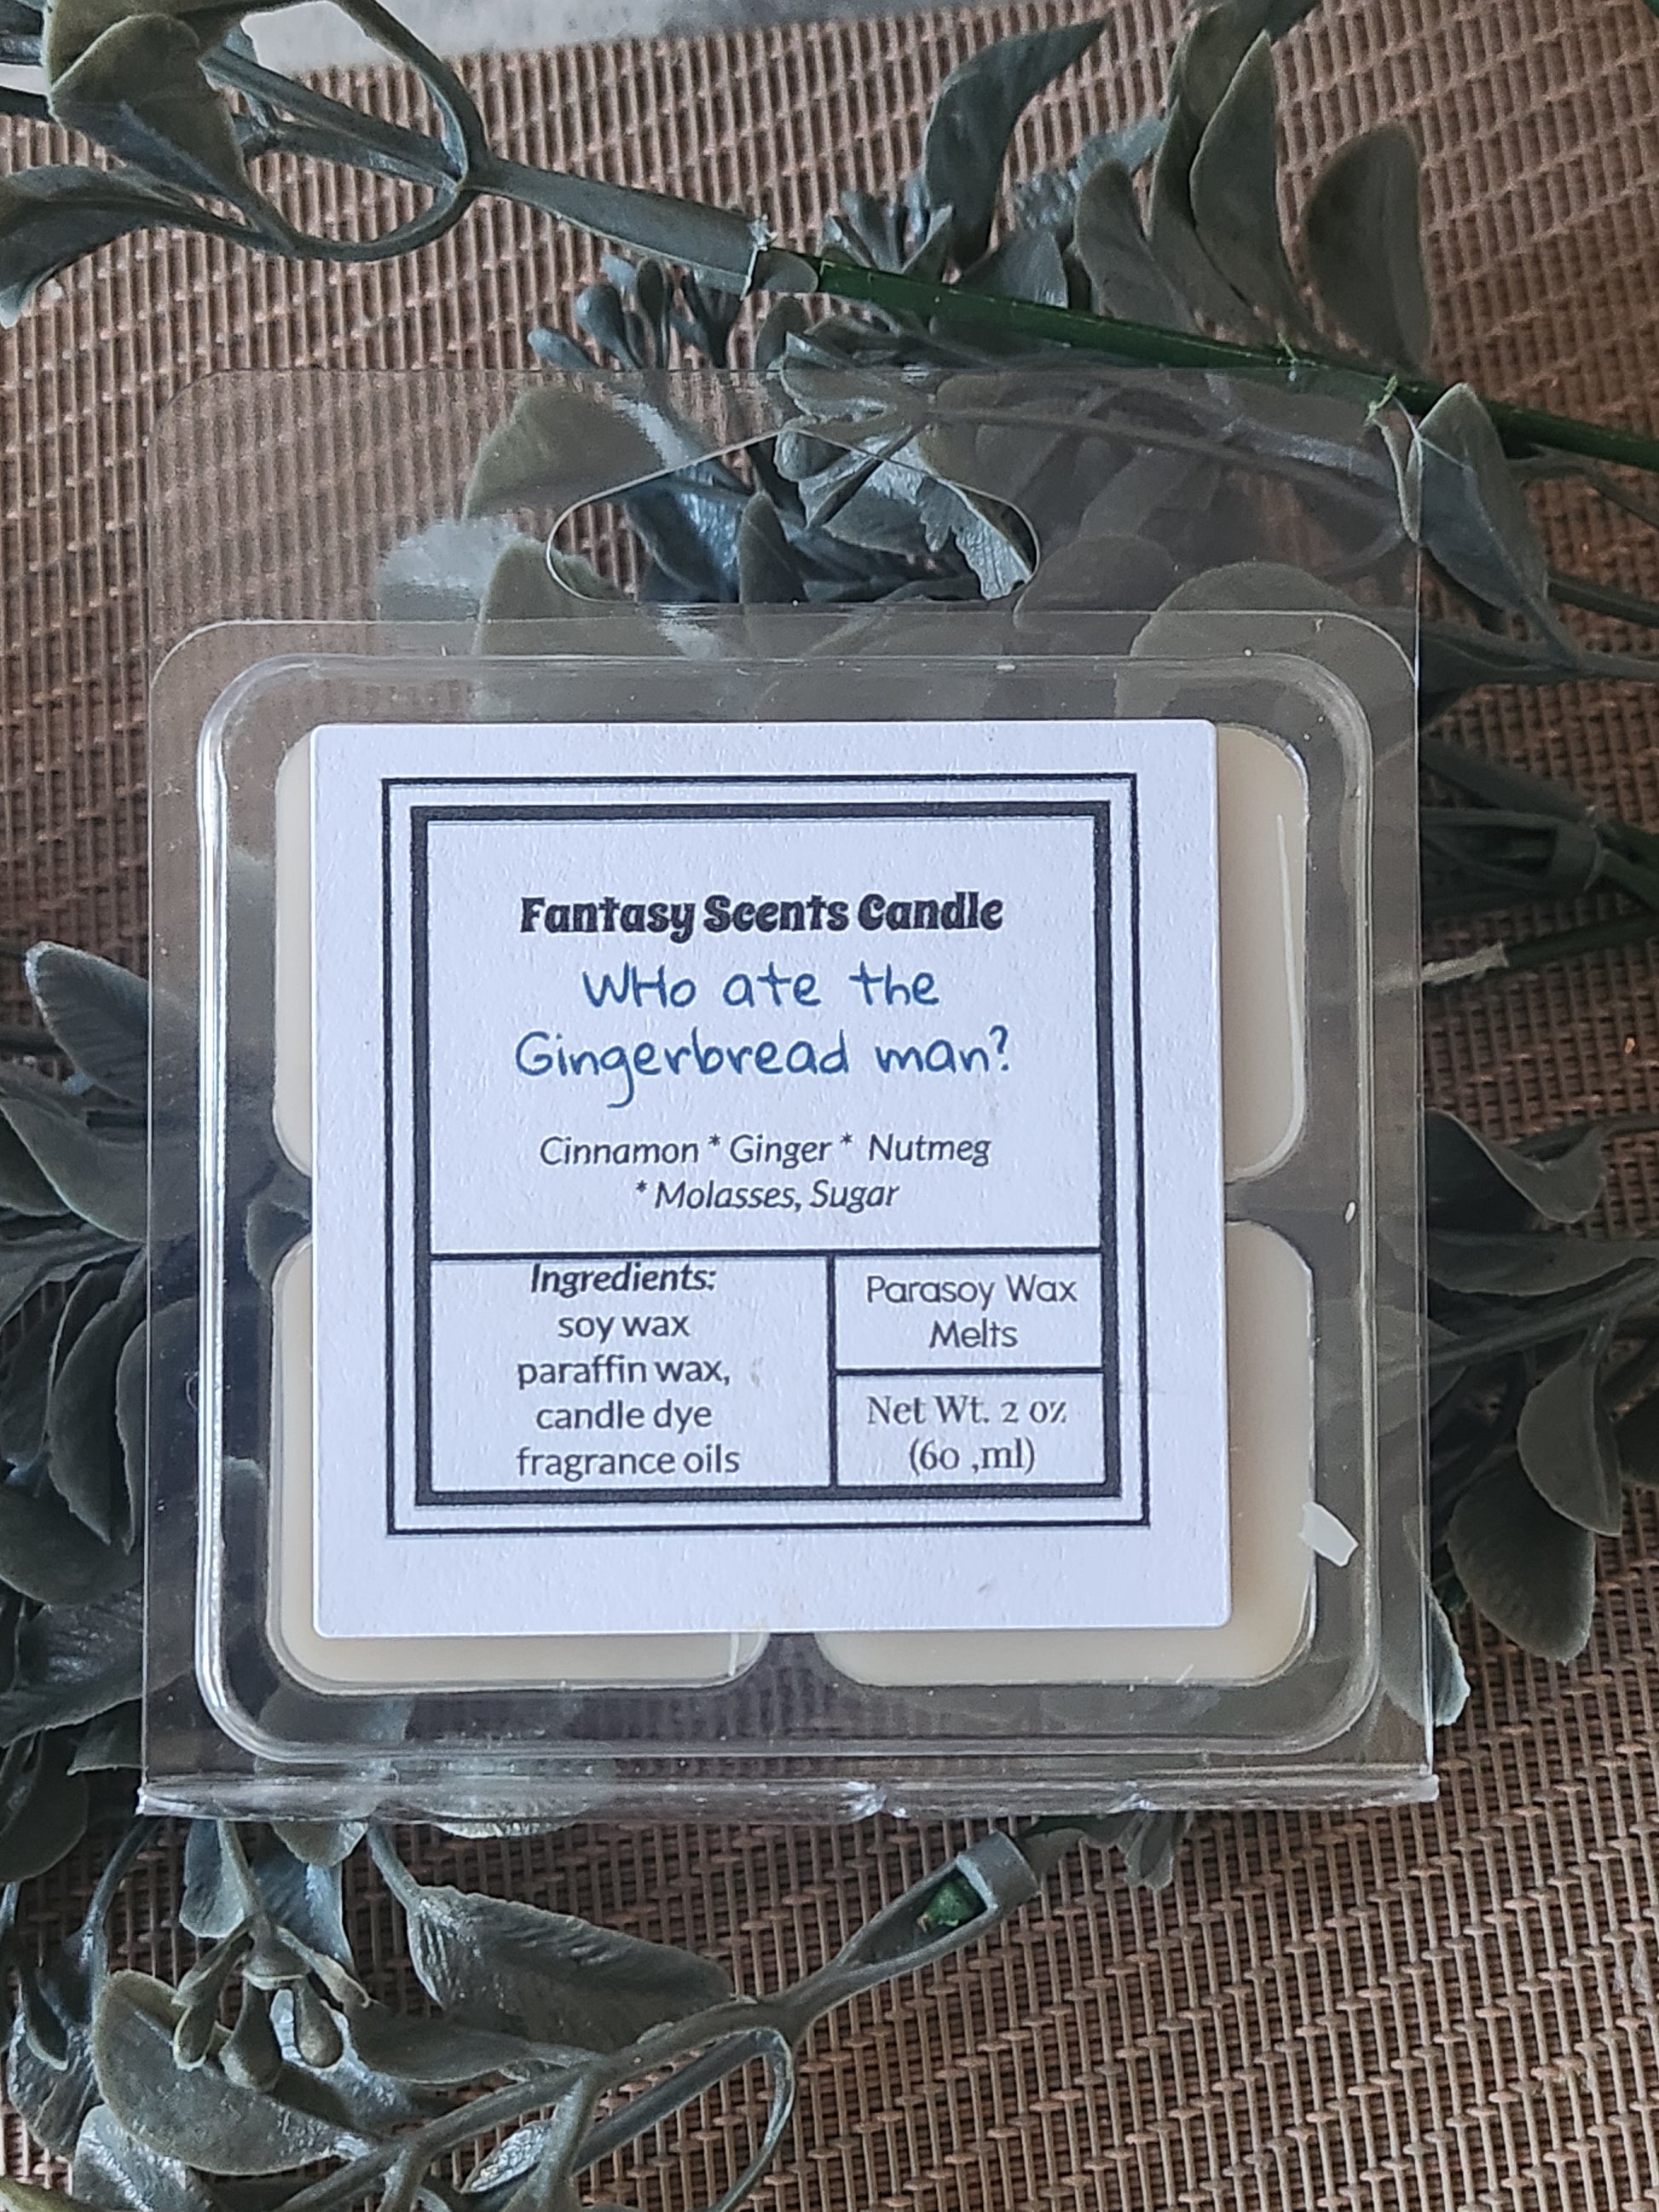 Fantasy Scents Candle
WHo ate the
Gingerbread man?
Cinnamon * Ginger * Nutmeg
* Molasses, Sugar
Ingredients:
soy wax
paraffin wax,
candle dye
fragrance oils
Parasoy Wax
Melts
Net Wt. 2 oz
(60 ,ml)